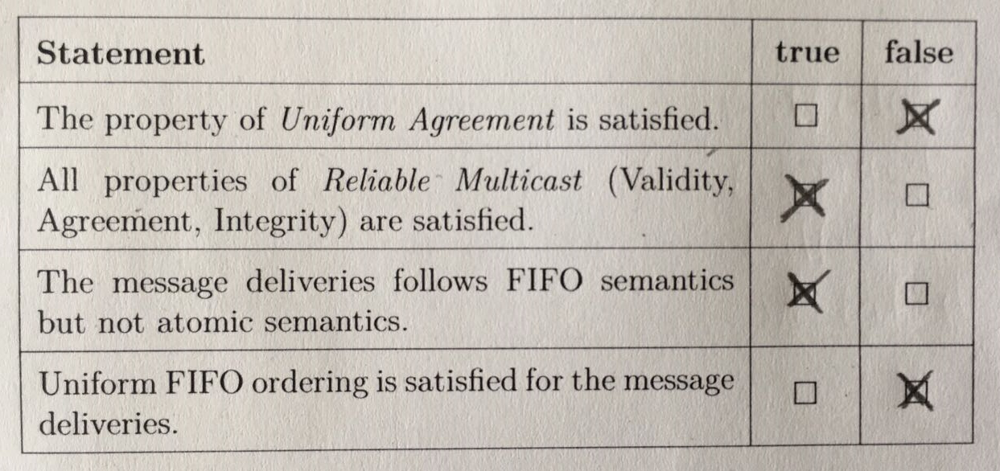 Statement true false
The property of Uniform Agreement is satisfied. ☐ ☒
All properties of Reliable Multicast (Validity, ☒ ☐
Agreement, Integrity) are satisfied.
The message deliveries follows FIFO semantics ☒ ☐
but not atomic semantics.
Uniform FIFO ordering is satisfied for the message ☐ ☒
deliveries.